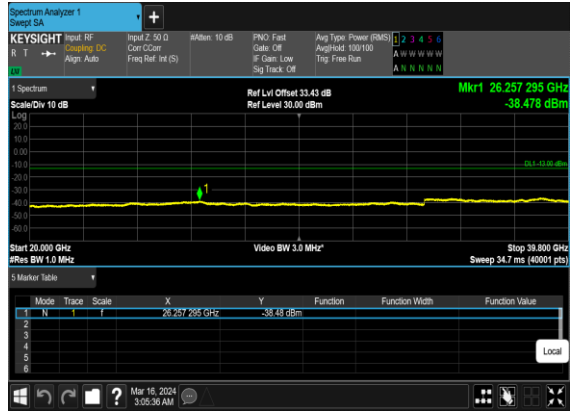 Spectrum Analyzer 1
Swept SA
+
KEYSIGHT Input: RF Input Z: 50 Ω #Atten: 10 dB PNO: Fast Avg Type: Power (RMS) 1 2 3 4 5 6
R T Coupling: DC Corr CCorr Gate: Off Avg|Hold: 100/100 A W W W W W
Align: Auto Freq Ref: Int (S) IF Gain: Low Trig: Free Run
Sig Track: Off A N N N N N
1 Spectrum Ref Lvl Offset 33.43 dB Mkr1 26.257 295 GHz
Scale/Div 10 dB Ref Level 30.00 dBm -38.478 dBm
Log
20.0
10.0
0.00
-10.0 DL1 -13.00 dBm
-20.0
-30.0 1
-40.0
-50.0
-60.0
Start 20.000 GHz Video BW 3.0 MHz* Stop 39.800 GHz
#Res BW 1.0 MHz Sweep 34.7 ms (40001 pts)
5 Marker Table
Mode Trace Scale X Y Function Function Width Function Value
1 N 1 f 26.257 295 GHz -38.48 dBm
2
3
4
5
6
Local
? Mar 16, 2024
3:05:36 AM